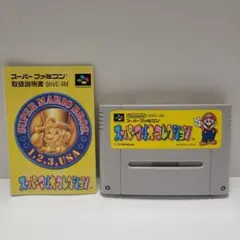 スーパーファミコン
取扱説明書 SHVC-4M
SUPER MARIO BROS.
1,2,3,USA
スーパーマリオコレクション
Nintendo SHVC-4M
スーパーファミコン
スーパーマリオコレクション